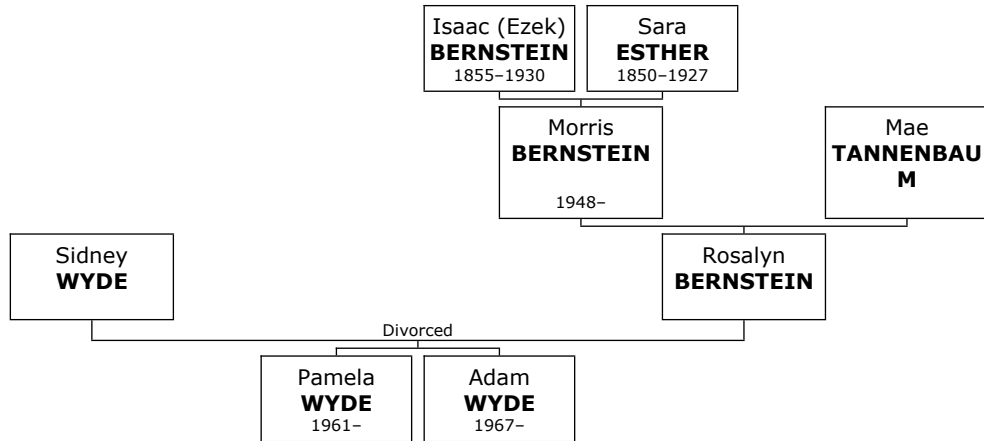 Isaac (Ezek)
BERNSTEIN
1855–1930
Sara
ESTHER
1850–1927
Morris
BERNSTEIN
1948–
Mae
TANNENBAU
M
Sidney
WYDE
Rosalyn
BERNSTEIN
Divorced
Pamela
WYDE
1961–
Adam
WYDE
1967–